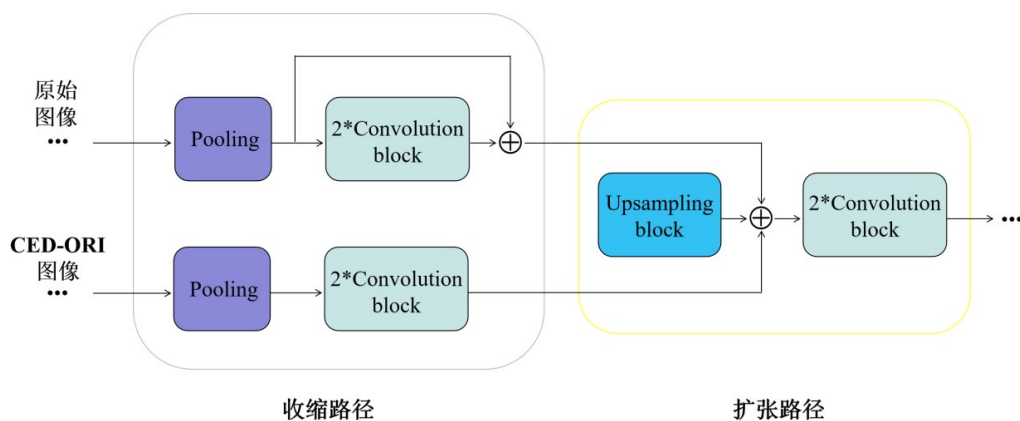 原始
图像
•••
Pooling
2*Convolution
block
Upsampling
block
2*Convolution
block
•••
CED-ORI
图像
•••
Pooling
2*Convolution
block
收缩路径
扩张路径